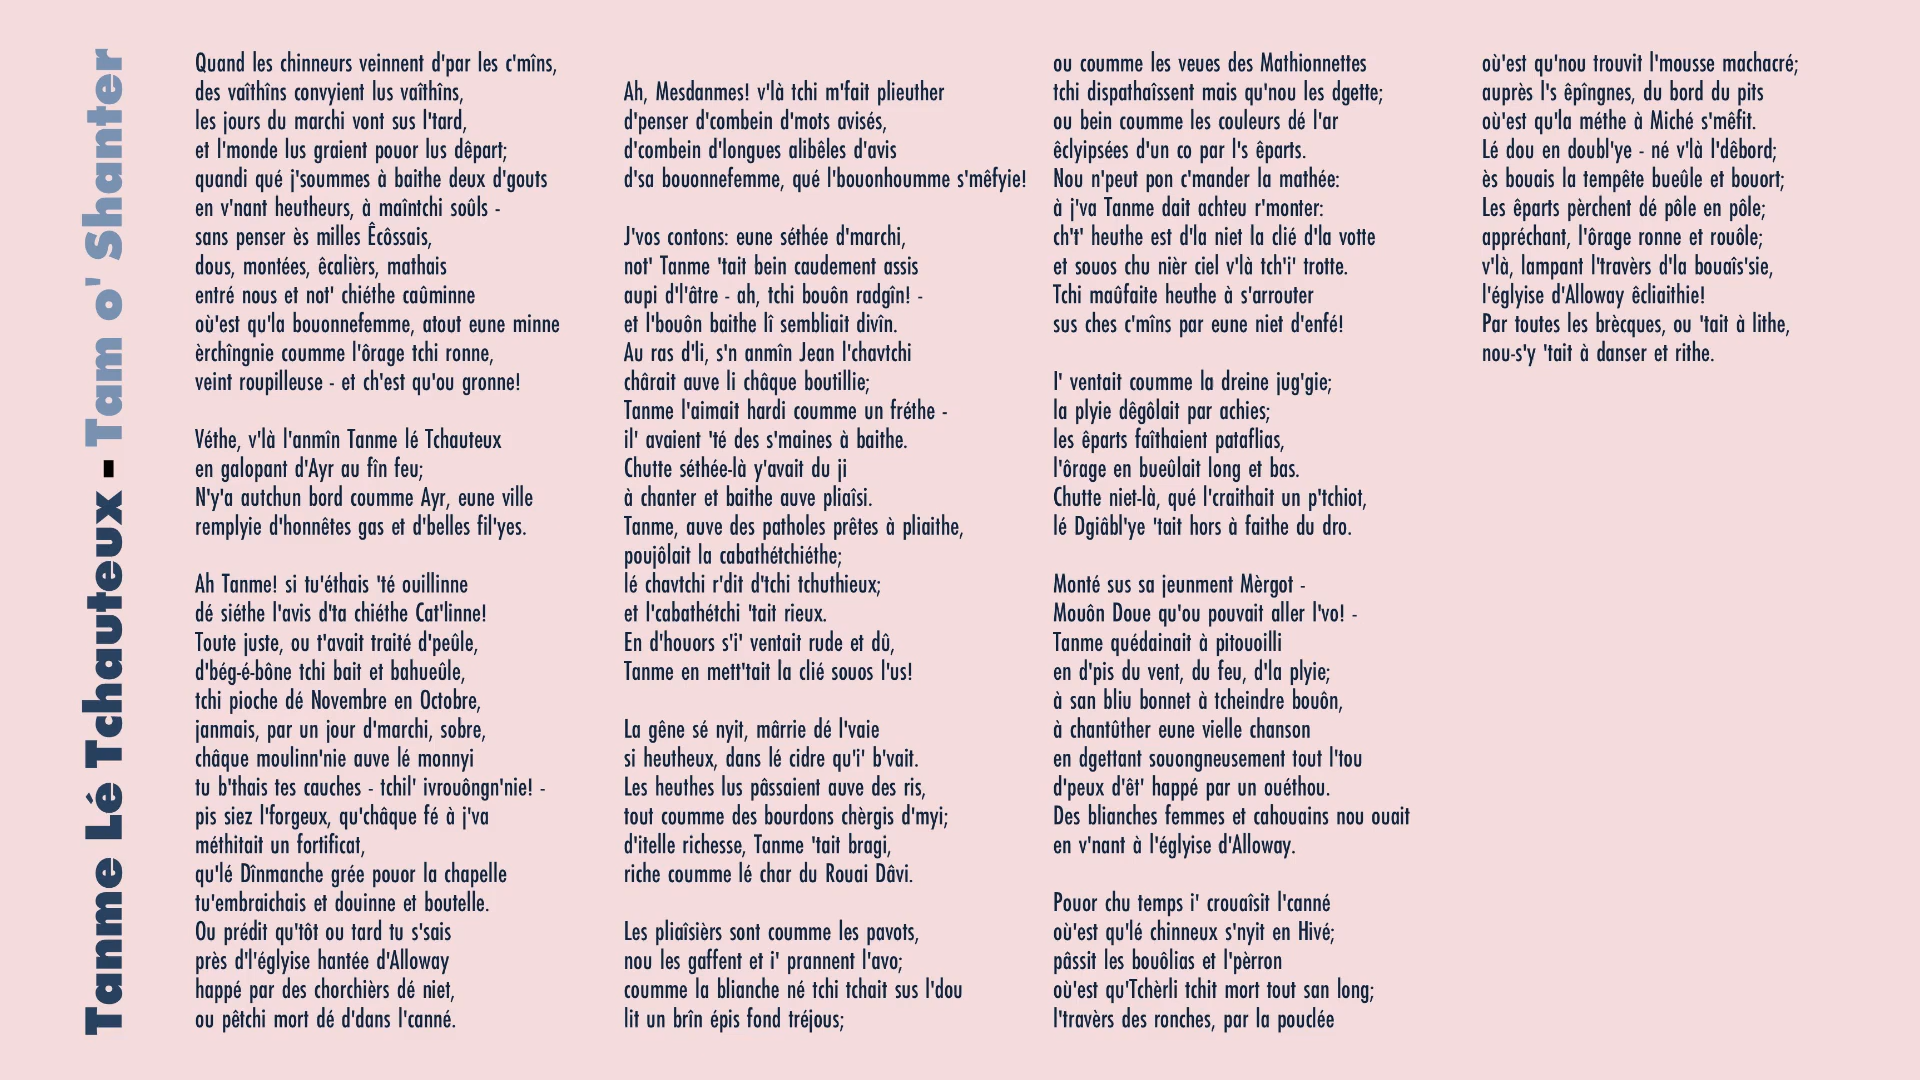 Tanme Lé Tchauteux - Tam o' Shanter
Quand les chinneurs veinnent d'par les c'mîns,
des vaîthîns convyient lus vaîthîns,
les jours du marchi vont sus l'tard,
et l'monde lus graient pouor lus dêpart;
quandi qué j'soummes à baithe deux d'gouts
en v'nant heutheurs, à maîntchi soûls -
sans penser ès milles Êcôssais,
dous, montées, êcalièrs, mathais
entré nous et not' chiéthe caûminne
où'est qu'la bouonnefemme, atout eune minne
èrchîngnie coumme l'ôrage tchi ronne,
veint roupilleuse - et ch'est qu'ou gronne!
Véthe, v'là l'anmîn Tanme lé Tchauteux
en galopant d'Ayr au fîn feu;
N'y'a autchun bord coumme Ayr, eune ville
remplyie d'honnêtes gas et d'belles fil'yes.
Ah Tanme! si tu'éthais 'té ouillinne
dé siéthe l'avis d'ta chiéthe Cat'linne!
Toute juste, ou t'avait traité d'peûle,
d'bég-é-bône tchi bait et bahueûle,
tchi pioche dé Novembre en Octobre,
janmais, par un jour d'marchi, sobre,
châque moulinn'nie auve lé monnyi
tu b'thais tes cauches - tchil' ivrouôngn'nie! -
pis siez l'forgeux, qu'châque fé à j'va
méthitait un fortificat,
qu'lé Dînmanche grée pouor la chapelle
tu'embraichais et douinne et boutelle.
Ou prédit qu'tôt ou tard tu s'sais
près d'l'églyise hantée d'Alloway
happé par des chorchièrs dé niet,
ou pêtchi mort dé d'dans l'canné.
Ah, Mesdanmes! v'là tchi m'fait plieuther
d'penser d'combein d'mots avisés,
d'combein d'longues alibêles d'avis
d'sa bouonnefemme, qué l'bouonhoumme s'mêfyie!
J'vos contons: eune séthée d'marchi,
not' Tanme 'tait bein caudement assis
aupi d'l'âtre - ah, tchi bouôn radgîn! -
et l'bouôn baithe lî sembliait divîn.
Au ras d'li, s'n anmîn Jean l'chavtchi
chârait auve li châque boutillie;
Tanme l'aimait hardi coumme un fréthe -
il' avaient 'té des s'maines à baithe.
Chutte séthée-là y'avait du ji
à chanter et baithe auve pliaîsi.
Tanme, auve des patholes prêtes à pliaithe,
poujôlait la cabathétchiéthe;
lé chavtchi r'dit d'tchi tchuthieux;
et l'cabathétchi 'tait rieux.
En d'houors s'i' ventait rude et dû,
Tanme en mett'tait la clié souos l'us!
La gêne sé nyit, mârrie dé l'vaie
si heutheux, dans lé cidre qu'i' b'vait.
Les heuthes lus pâssaient auve des ris,
tout coumme des bourdons chèrgis d'myi;
d'itelle richesse, Tanme 'tait bragi,
riche coumme lé char du Rouai Dâvi.
Les pliaîsièrs sont coumme les pavots,
nou les gaffent et i' prannent l'avo;
coumme la blianche né tchi tchait sus l'dou
lit un brîn épis fond tréjous;
ou coumme les veues des Mathionnettes
tchi dispathaîssent mais qu'nou les dgette;
ou bein coumme les couleurs dé l'ar
êclyipsées d'un co par l's êparts.
Nou n'peut pon c'mander la mathée:
à j'va Tanme dait achteu r'monter:
ch't' heuthe est d'la niet la clié d'la votte
et souos chu nièr ciel v'là tch'i' trotte.
Tchi maûfaite heuthe à s'arrouter
sus ches c'mîns par eune niet d'enfé!
I' ventait coumme la dreine jug'gie;
la plyie dêgôlait par achies;
les êparts faîthaient pataflias,
l'ôrage en bueûlait long et bas.
Chutte niet-là, qué l'craithait un p'tchiot,
lé Dgiâbl'ye 'tait hors à faithe du dro.
Monté sus sa jeunment Mèrgot -
Mouôn Doue qu'ou pouvait aller l'vo! -
Tanme quédainait à pitouoilli
en d'pis du vent, du feu, d'la plyie;
à san bliu bonnet à tcheindre bouôn,
à chantûther eune vielle chanson
en dgettant souongneusement tout l'tou
d'peux d'êt' happé par un ouéthou.
Des blianches femmes et cahouains nou ouait
en v'nant à l'églyise d'Alloway.
Pouor chu temps i' crouaîsit l'canné
où'est qu'lé chinneux s'nyit en Hivé;
pâssit les bouôlias et l'pèrron
où'est qu'Tchèrli tchit mort tout san long;
l'travèrs des ronches, par la pouclée
où'est qu'nou trouvit l'mousse machacré;
auprès l's êpîngnes, du bord du pits
où'est qu'la méthe à Miché s'mêfit.
Lé dou en doubl'ye - né v'là l'dêbord;
ès bouais la tempête bueûle et bouort;
Les êparts pèrchent dé pôle en pôle;
appréchant, l'ôrage ronne et rouôle;
v'là, lampant l'travèrs d'la bouaîs'sie,
l'églyise d'Alloway êcliaithie!
Par toutes les brècques, ou 'tait à lithe,
nou-s'y 'tait à danser et rithe.